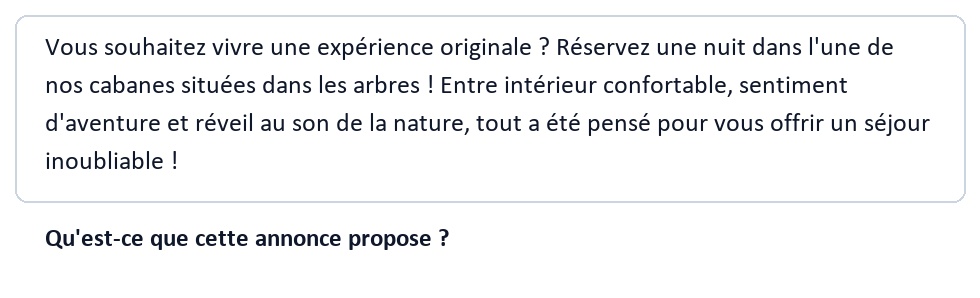 Vous souhaitez vivre une expérience originale ? Réservez une nuit dans l'une de
nos cabanes situées dans les arbres ! Entre intérieur confortable, sentiment
d'aventure et réveil au son de la nature, tout a été pensé pour vous offrir un séjour
inoubliable !
Qu'est-ce que cette annonce propose ?